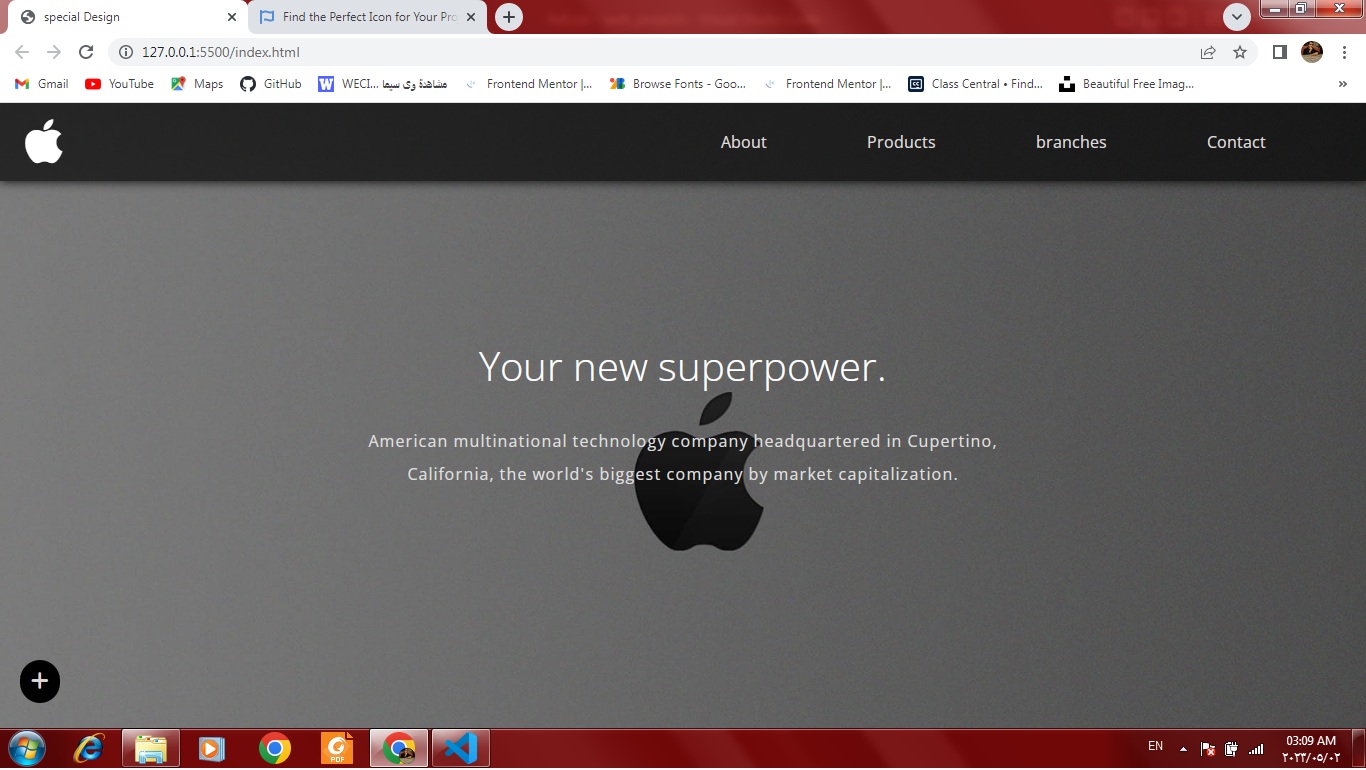 special Design
Find the Perfect Icon for Your Pro
127.0.0.1:5500/index.html
Gmail YouTube Maps GitHub WECI... مشاهدة وى سيما Frontend Mentor |... Browse Fonts - Goo... Frontend Mentor |... Class Central • Find... Beautiful Free Imag... »
About Products branches Contact
Your new superpower.
American multinational technology company headquartered in Cupertino,
California, the world's biggest company by market capitalization.
PDF
EN
03:09 AM
٢٠٢٣/٠٥/٠٢